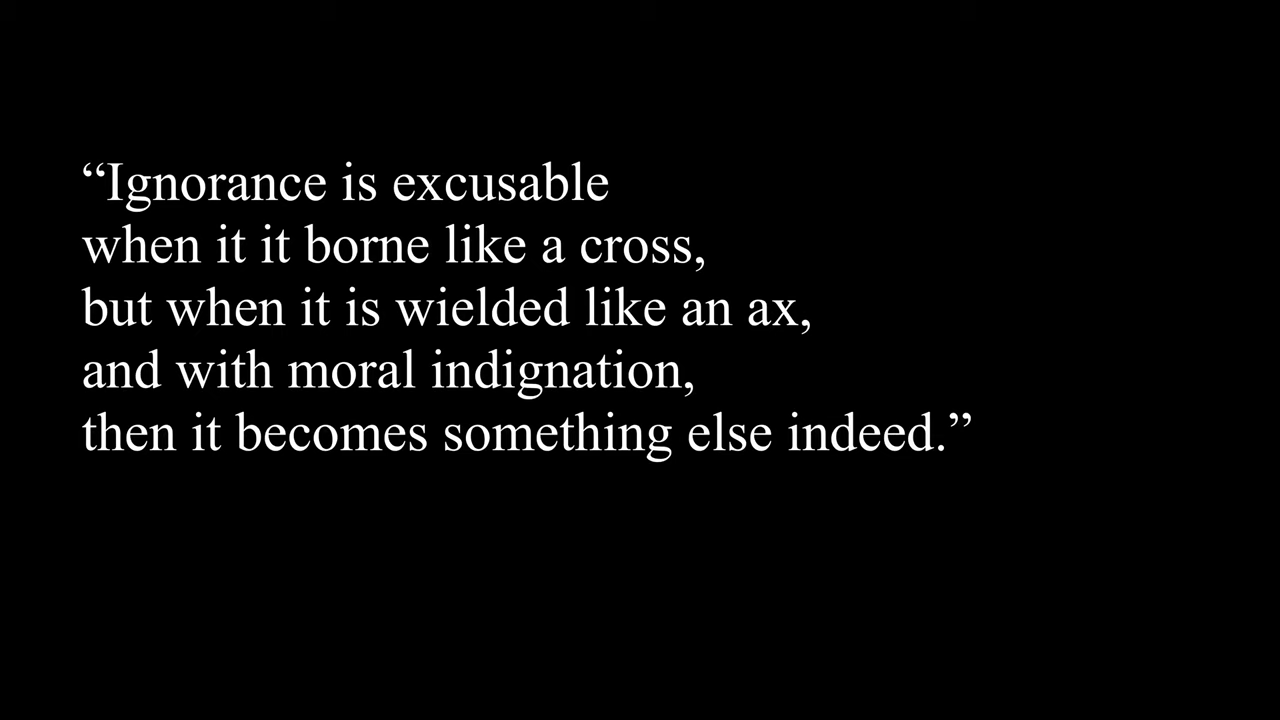 “Ignorance is excusable
when it it borne like a cross,
but when it is wielded like an ax,
and with moral indignation,
then it becomes something else indeed.”